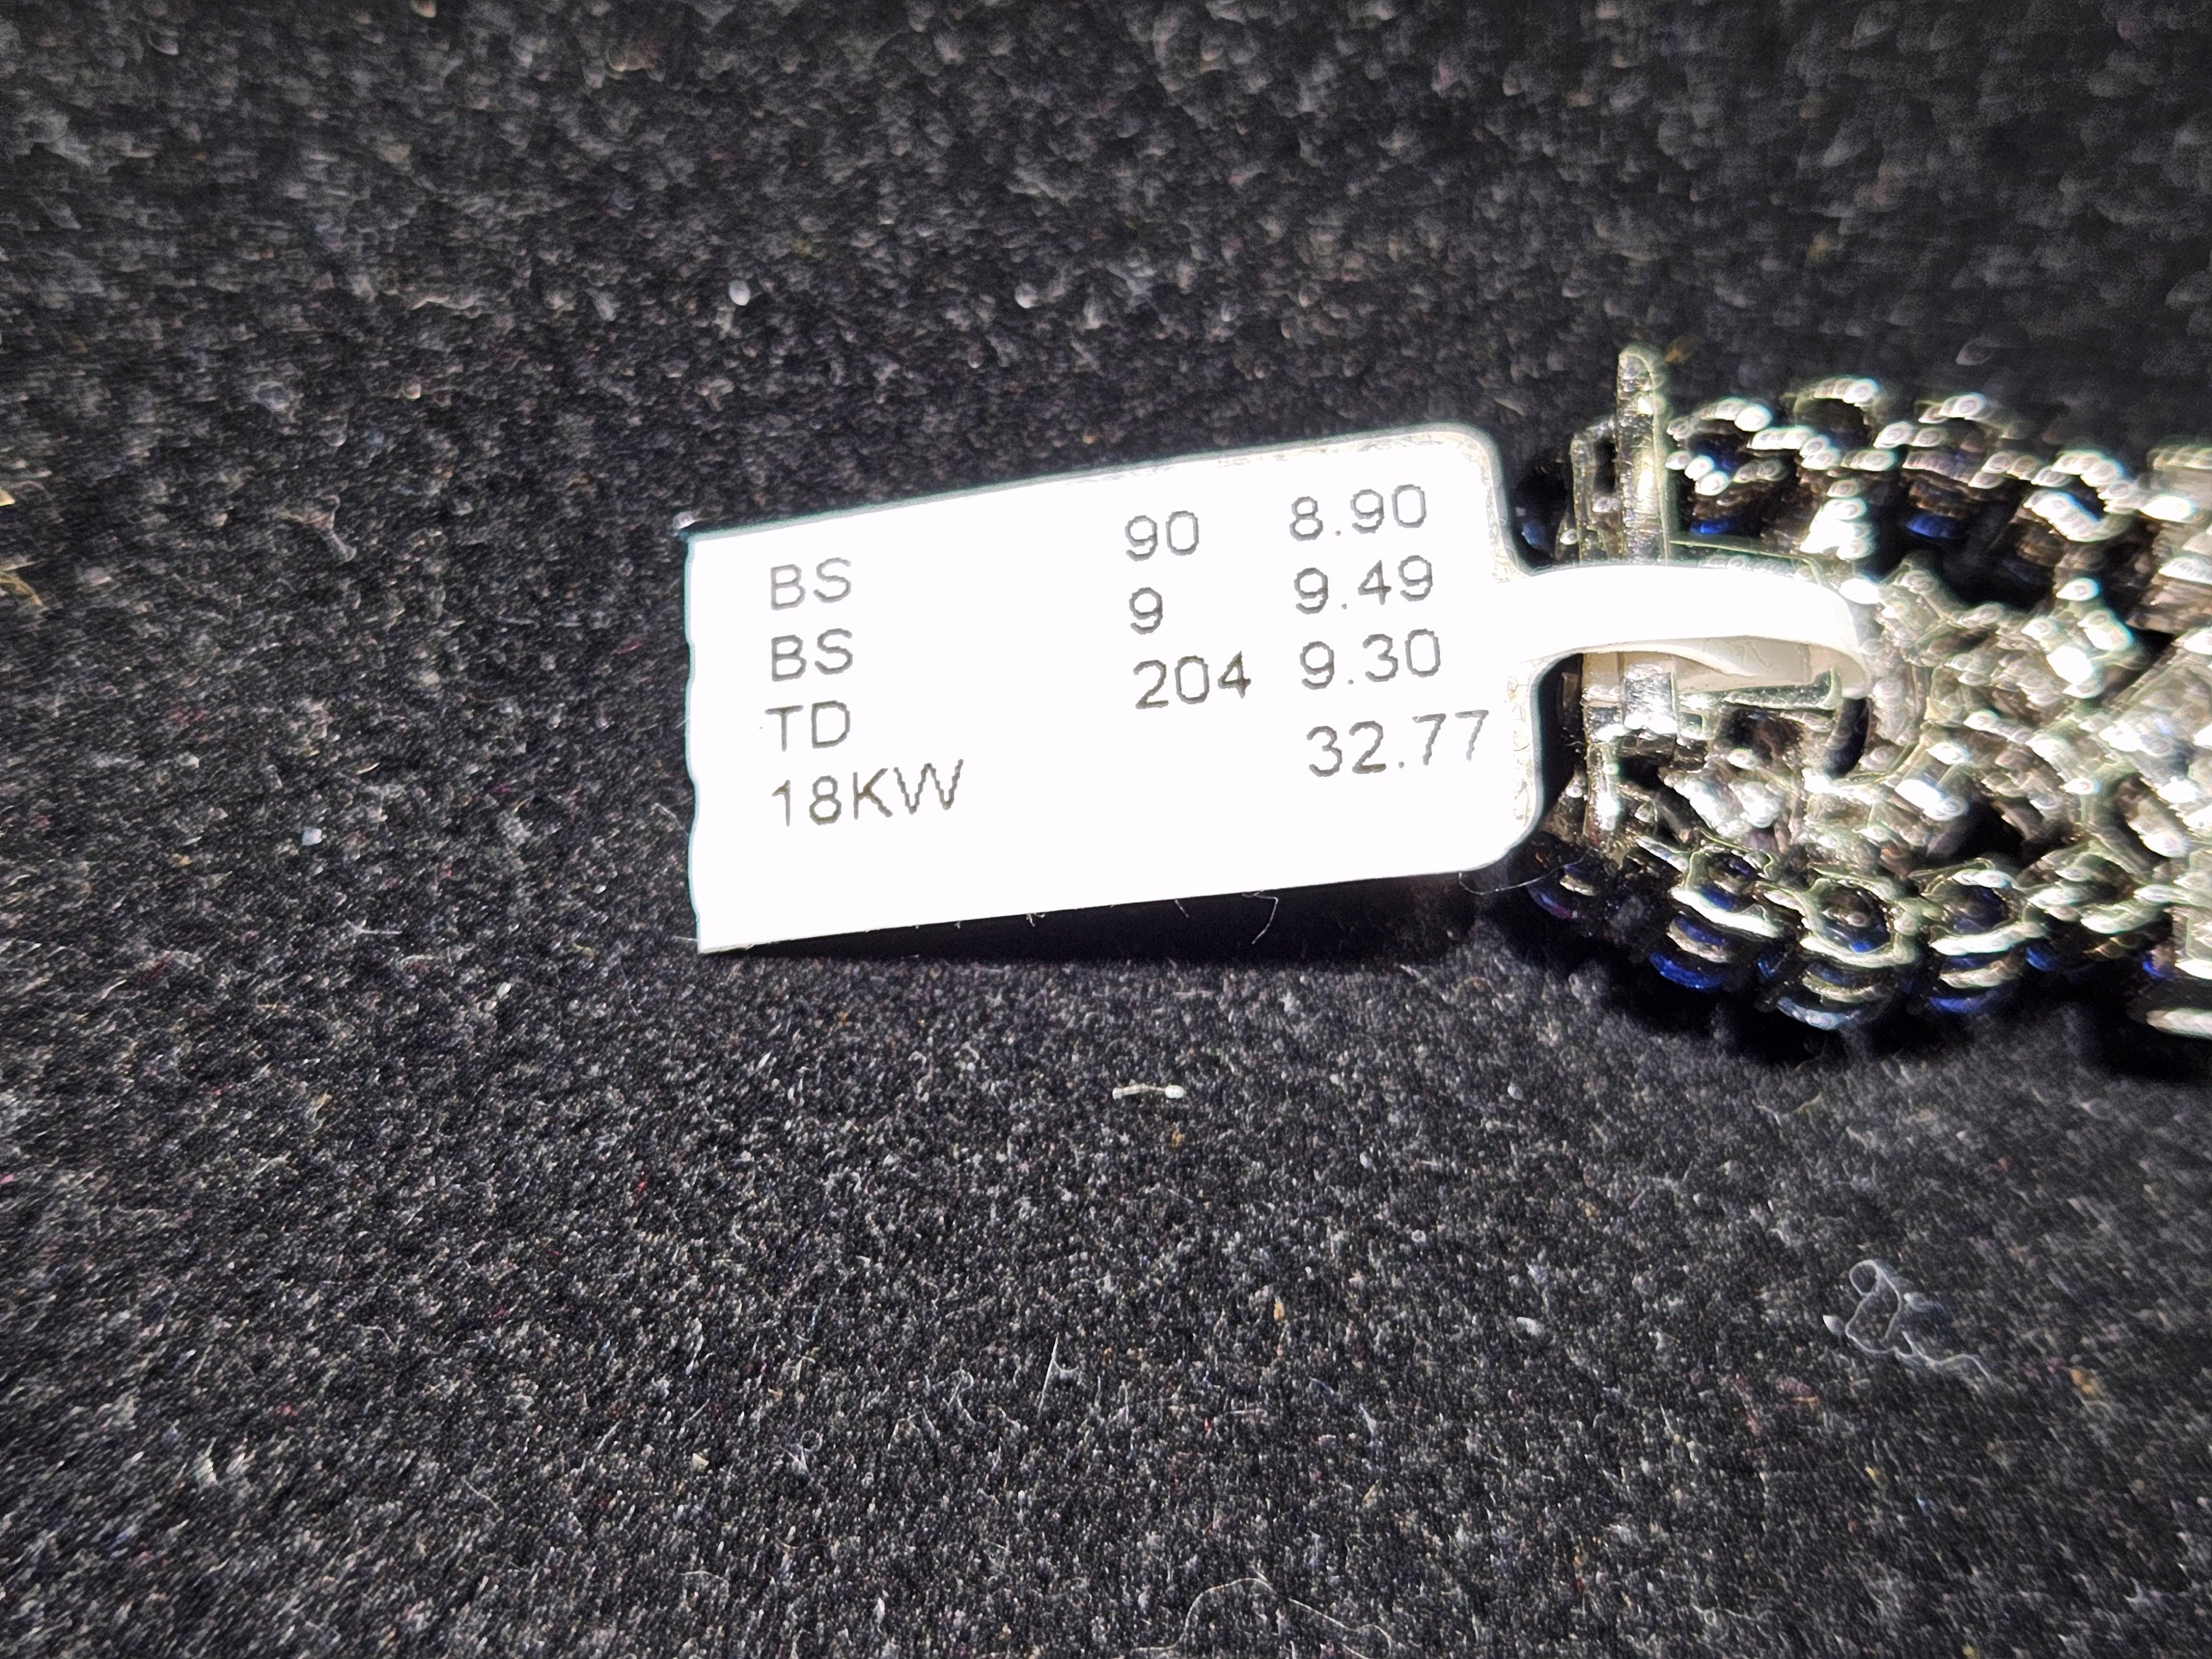 BS 90 8.90
BS 9 9.49
TD 204 9.30
18KW 32.77